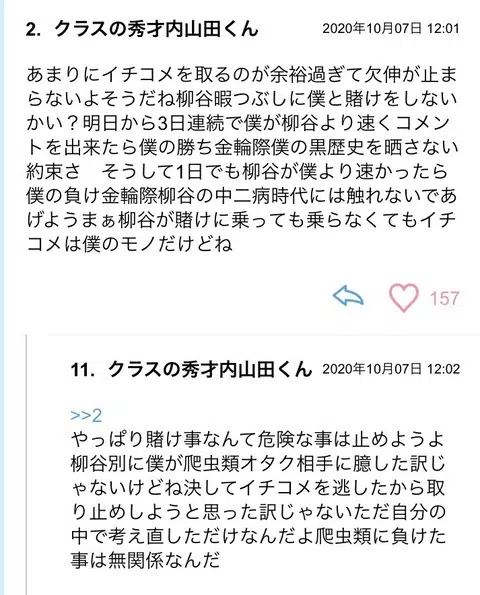 2. クラスの秀才内山田くん 2020年10月07日 12:01
あまりにイチコメを取るのが余裕過ぎて欠伸が止ま
らないよそうだね柳谷暇つぶしに僕と賭けをしない
かい？明日から3日連続で僕が柳谷より速くコメン
トを出来たら僕の勝ち金輪際僕の黒歴史を晒さない
約束さ　そうして1日でも柳谷が僕より速かったら
僕の負け金輪際柳谷の中二病時代には触れないであ
げようまぁ柳谷が賭けに乗っても乗らなくてもイチ
コメは僕のモノだけどね
157
11. クラスの秀才内山田くん 2020年10月07日 12:02
>>2
やっぱり賭け事なんて危険な事は止めようよ
柳谷別に僕が爬虫類オタク相手に臆した訳じ
ゃないけどね決してイチコメを逃したから取
り止めしようと思った訳じゃないただ自分の
中で考え直しただけなんだよ爬虫類に負けた
事は無関係なんだ